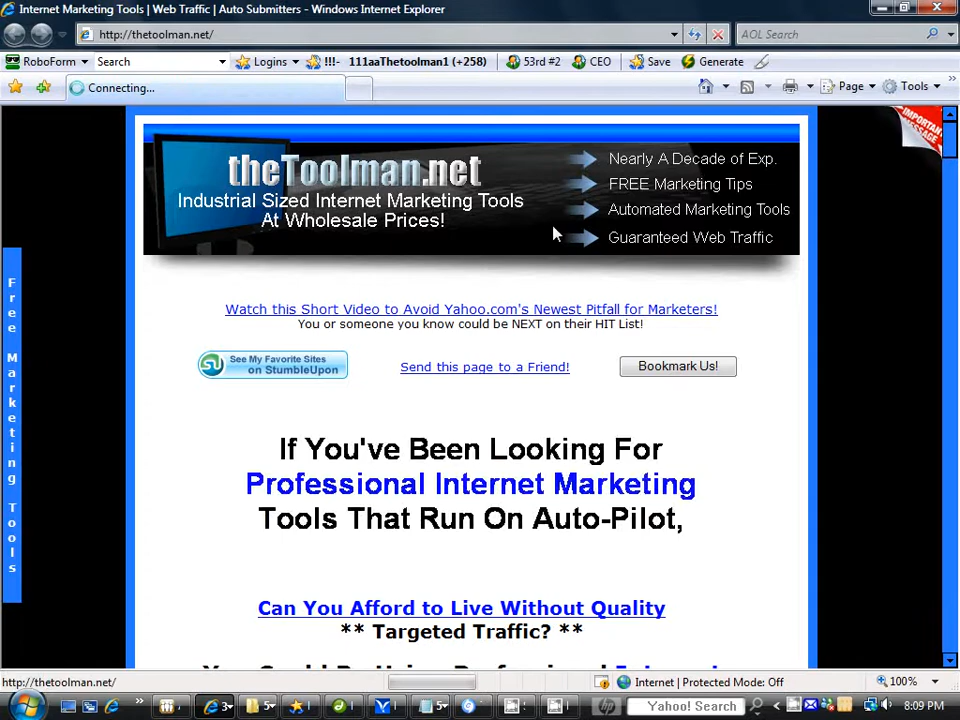 Internet Marketing Tools | Web Traffic | Auto Submitters - Windows Internet Explorer
http://thetoolman.net/
AOL Search
RoboForm Search Logins !!!- 111aaThetoolman1 (+258) 53rd #2 CEO Save Generate
Connecting... Page Tools
IMPORTANT MESSAGE
theToolman.net
Industrial Sized Internet Marketing Tools
At Wholesale Prices!
Nearly A Decade of Exp.
FREE Marketing Tips
Automated Marketing Tools
Guaranteed Web Traffic
Free Marketing Tools
Watch this Short Video to Avoid Yahoo.com's Newest Pitfall for Marketers!
You or someone you know could be NEXT on their HIT List!
See My Favorite Sites
on StumbleUpon
Send this page to a Friend!
Bookmark Us!
If You've Been Looking For
Professional Internet Marketing
Tools That Run On Auto-Pilot,
Can You Afford to Live Without Quality
** Targeted Traffic? **
http://thetoolman.net/ Internet | Protected Mode: Off 100%
3 5 5 Yahoo! Search 8:09 PM